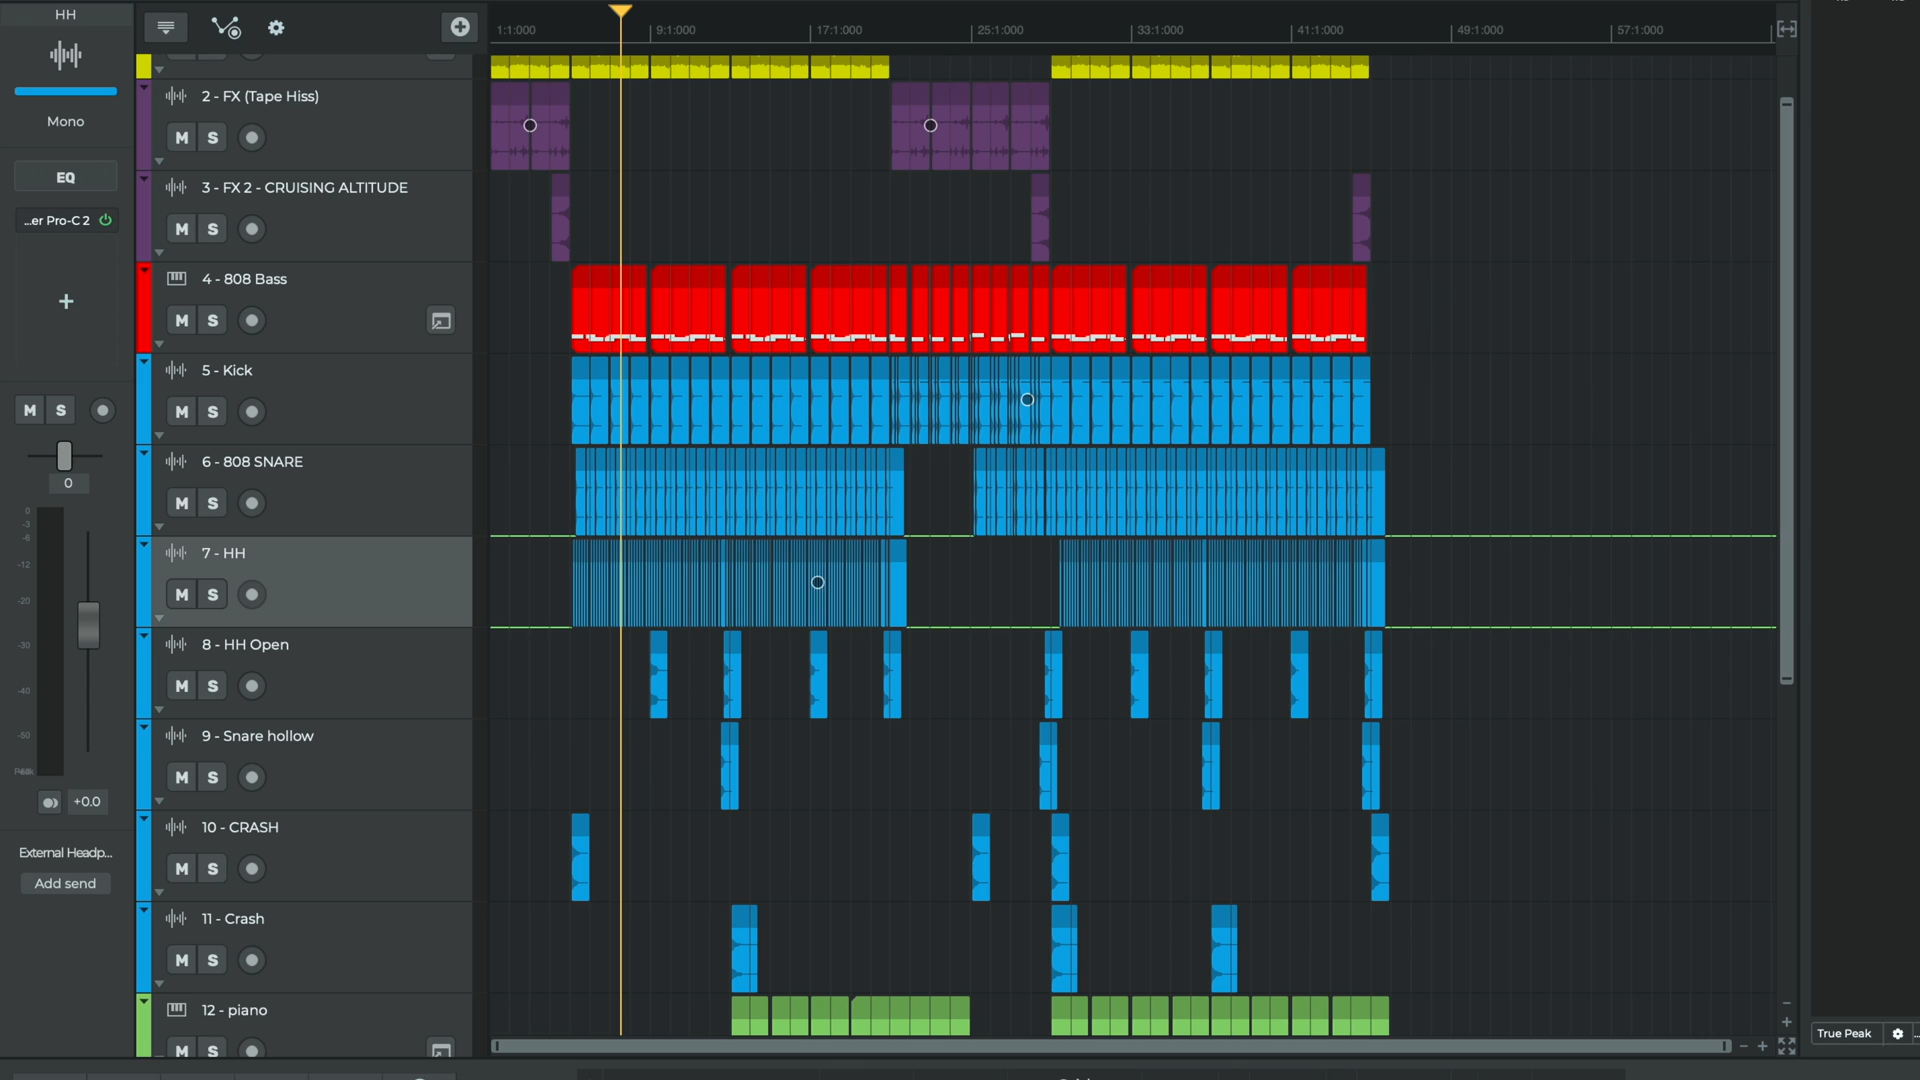 HH
Mono
EQ
...er Pro-C 2
+
M S
0
0
-3
-6
-12
-20
-30
-40
-50
+0.0
External Headp...
Add send
1:1:000 9:1:000 17:1:000 25:1:000 33:1:000 41:1:000 49:1:000 57:1:000
2 - FX (Tape Hiss)
M S
3 - FX 2 - CRUISING ALTITUDE
M S
4 - 808 Bass
M S
5 - Kick
M S
6 - 808 SNARE
M S
7 - HH
M S
8 - HH Open
M S
9 - Snare hollow
M S
10 - CRASH
M S
11 - Crash
M S
12 - piano
M S
True Peak